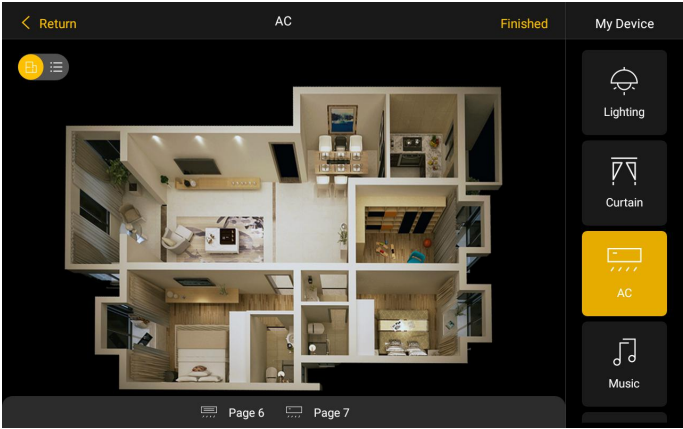 Return
AC
Finished
My Device
Lighting
Curtain
AC
Music
Page 6
Page 7